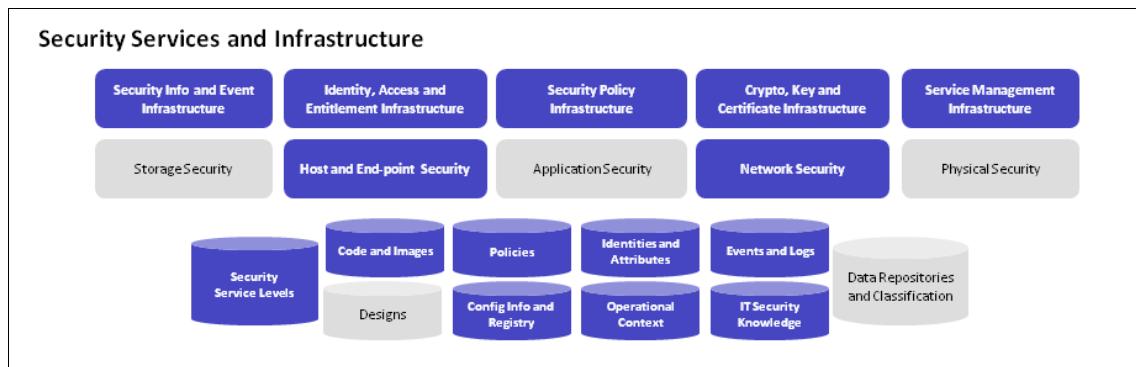 Security Services and Infrastructure
Security Info and Event
Infrastructure
Identity, Access and
Entitlement Infrastructure
Security Policy
Infrastructure
Crypto, Key and
Certificate Infrastructure
Service Management
Infrastructure
Storage Security
Host and End-point Security
Application Security
Network Security
Physical Security
Security
Service Levels
Code and Images
Policies
Identities and
Attributes
Events and Logs
Data Repositories
and Classification
Designs
Config Info and
Registry
Operational
Context
IT Security
Knowledge